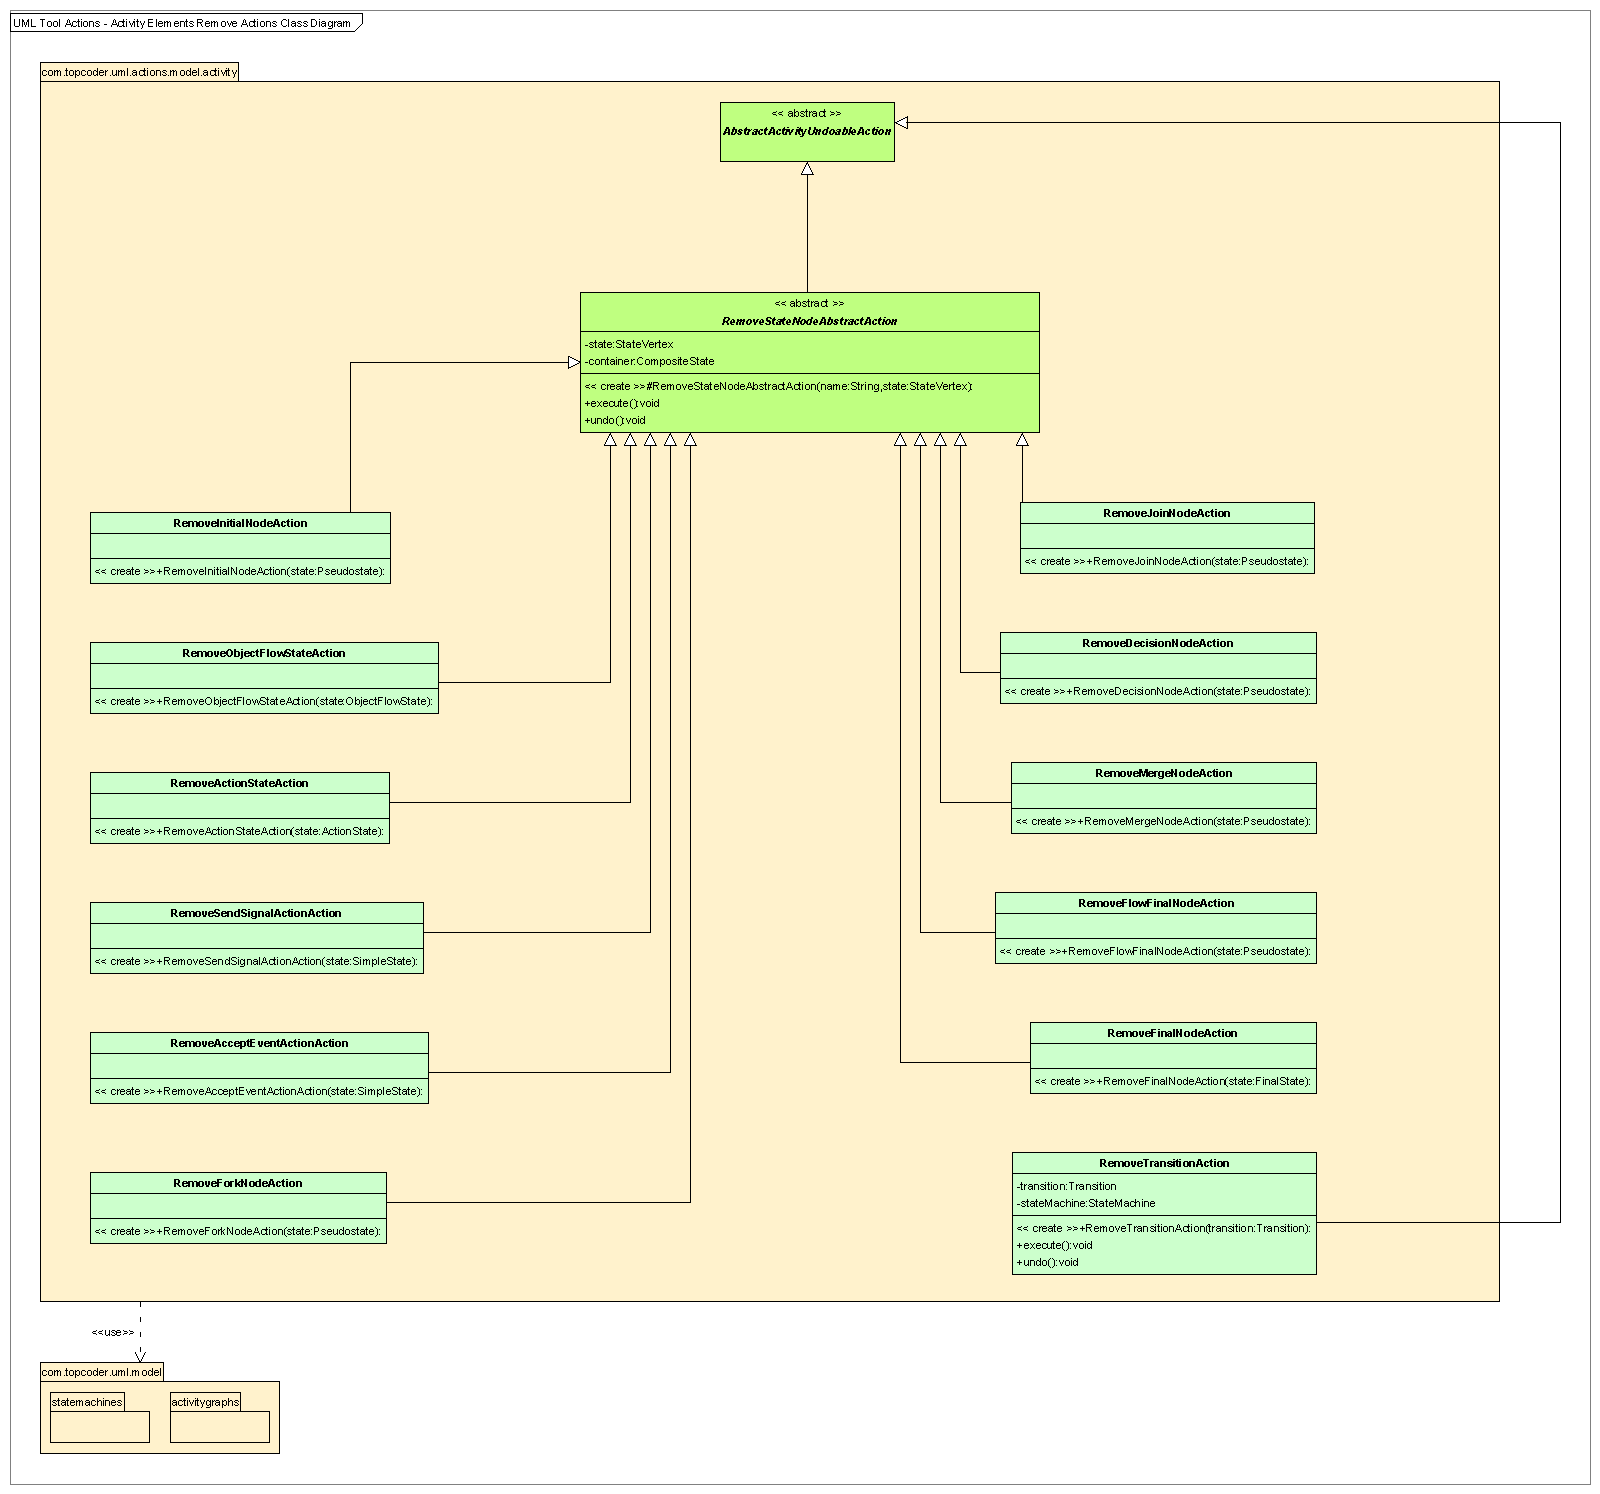 UML Tool Actions - Activity Elements Remove Actions Class Diagram
com.topcoder.uml.actions.model.activity
<< abstract >>
AbstractActivityUndoableAction
<< abstract >>
RemoveStateNodeAbstractAction
-state:StateVertex
-container:CompositeState
<< create >>#RemoveStateNodeAbstractAction(name:String,state:StateVertex):
+execute():void
+undo():void
RemoveInitialNodeAction
<< create >>+RemoveInitialNodeAction(state:Pseudostate):
RemoveJoinNodeAction
<< create >>+RemoveJoinNodeAction(state:Pseudostate):
RemoveObjectFlowStateAction
<< create >>+RemoveObjectFlowStateAction(state:ObjectFlowState):
RemoveDecisionNodeAction
<< create >>+RemoveDecisionNodeAction(state:Pseudostate):
RemoveActionStateAction
<< create >>+RemoveActionStateAction(state:ActionState):
RemoveMergeNodeAction
<< create >>+RemoveMergeNodeAction(state:Pseudostate):
RemoveSendSignalActionAction
<< create >>+RemoveSendSignalActionAction(state:SimpleState):
RemoveFlowFinalNodeAction
<< create >>+RemoveFlowFinalNodeAction(state:Pseudostate):
RemoveAcceptEventActionAction
<< create >>+RemoveAcceptEventActionAction(state:SimpleState):
RemoveFinalNodeAction
<< create >>+RemoveFinalNodeAction(state:FinalState):
RemoveForkNodeAction
<< create >>+RemoveForkNodeAction(state:Pseudostate):
RemoveTransitionAction
-transition:Transition
-stateMachine:StateMachine
<< create >>+RemoveTransitionAction(transition:Transition):
+execute():void
+undo():void
<<use>>
com.topcoder.uml.model
statemachines
activitygraphs